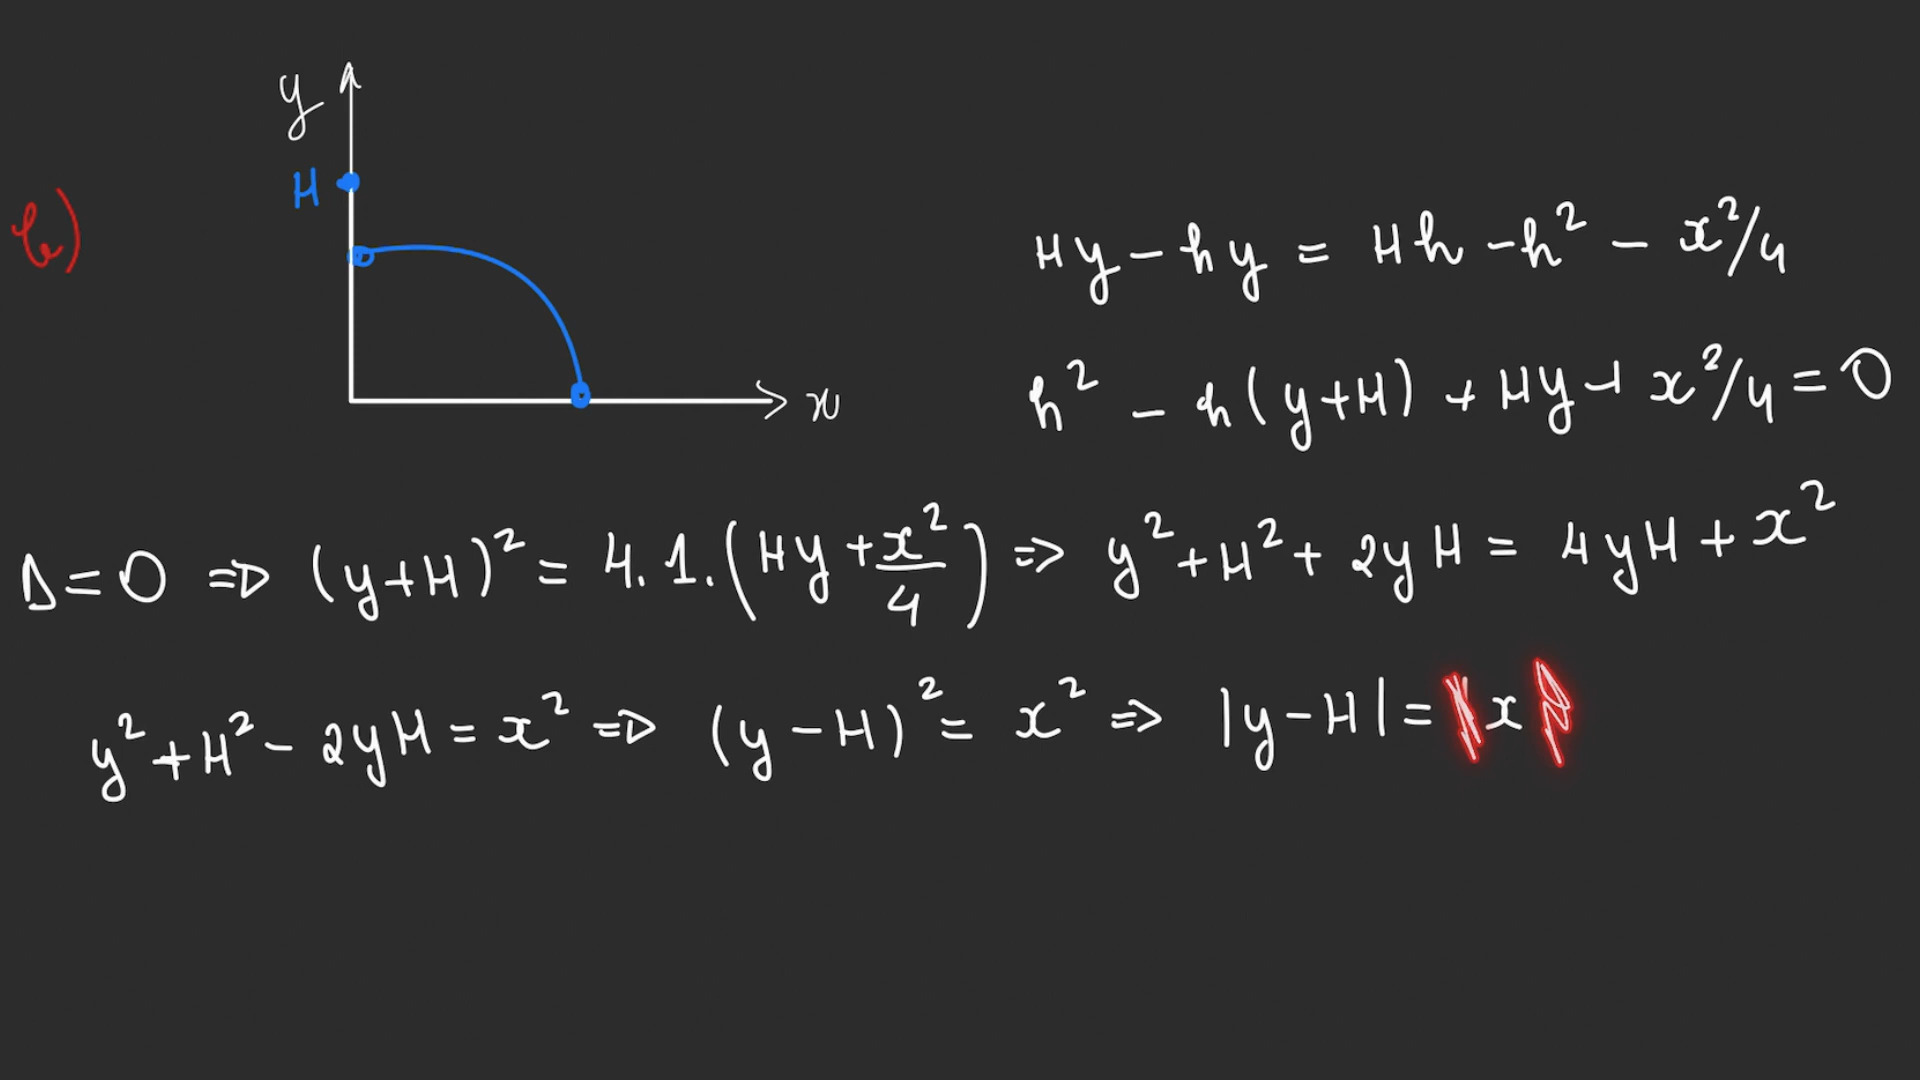 y
H
b)
x
Hy - hy = Hh - h² - x²/4
h² - h(y+H) + Hy + x²/4 = 0
Δ = 0 ⇒ (y+H)² = 4.1.(Hy + x²/4) ⇒ y² + H² + 2yH = 4yH + x²
y² + H² - 2yH = x² ⇒ (y - H)² = x² ⇒ |y - H| = |x|